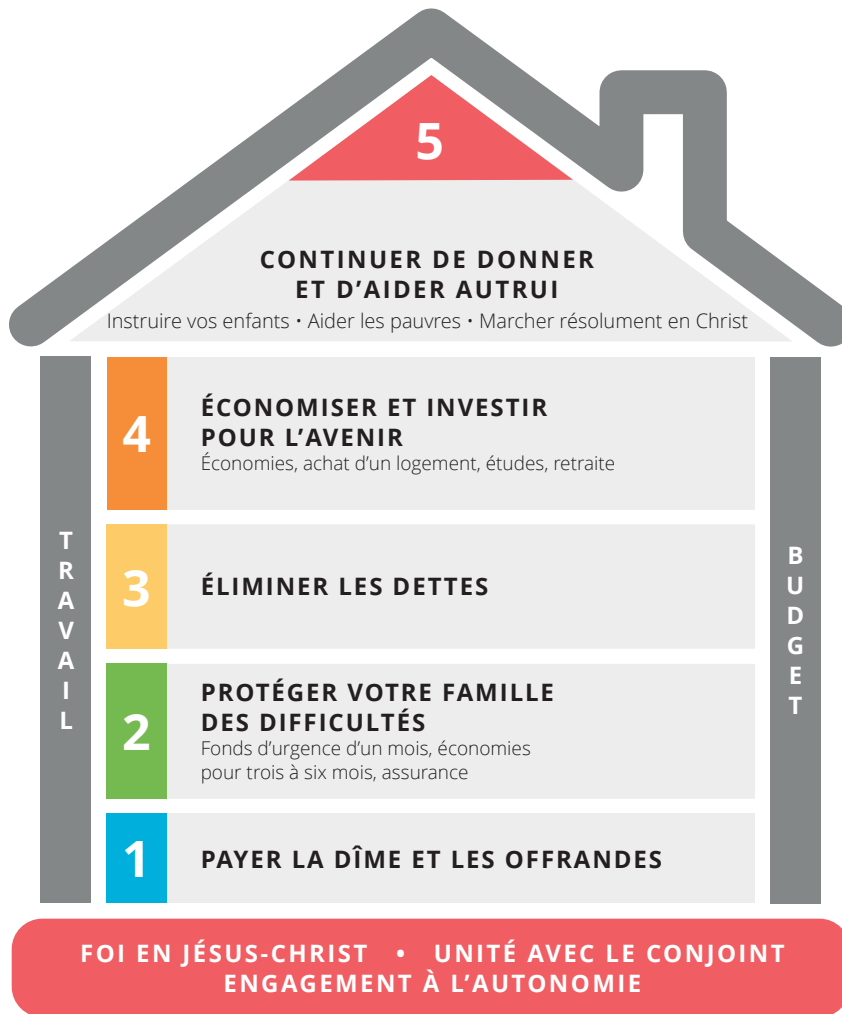 5
CONTINUER DE DONNER
ET D’AIDER AUTRUI
Instruire vos enfants • Aider les pauvres • Marcher résolument en Christ
4
ÉCONOMISER ET INVESTIR
POUR L’AVENIR
Économies, achat d’un logement, études, retraite
3
ÉLIMINER LES DETTES
2
PROTÉGER VOTRE FAMILLE
DES DIFFICULTÉS
Fonds d’urgence d’un mois, économies
pour trois à six mois, assurance
1
PAYER LA DÎME ET LES OFFRANDES
TRAVAIL
BUDGET
FOI EN JÉSUS-CHRIST • UNITÉ AVEC LE CONJOINT
ENGAGEMENT À L’AUTONOMIE